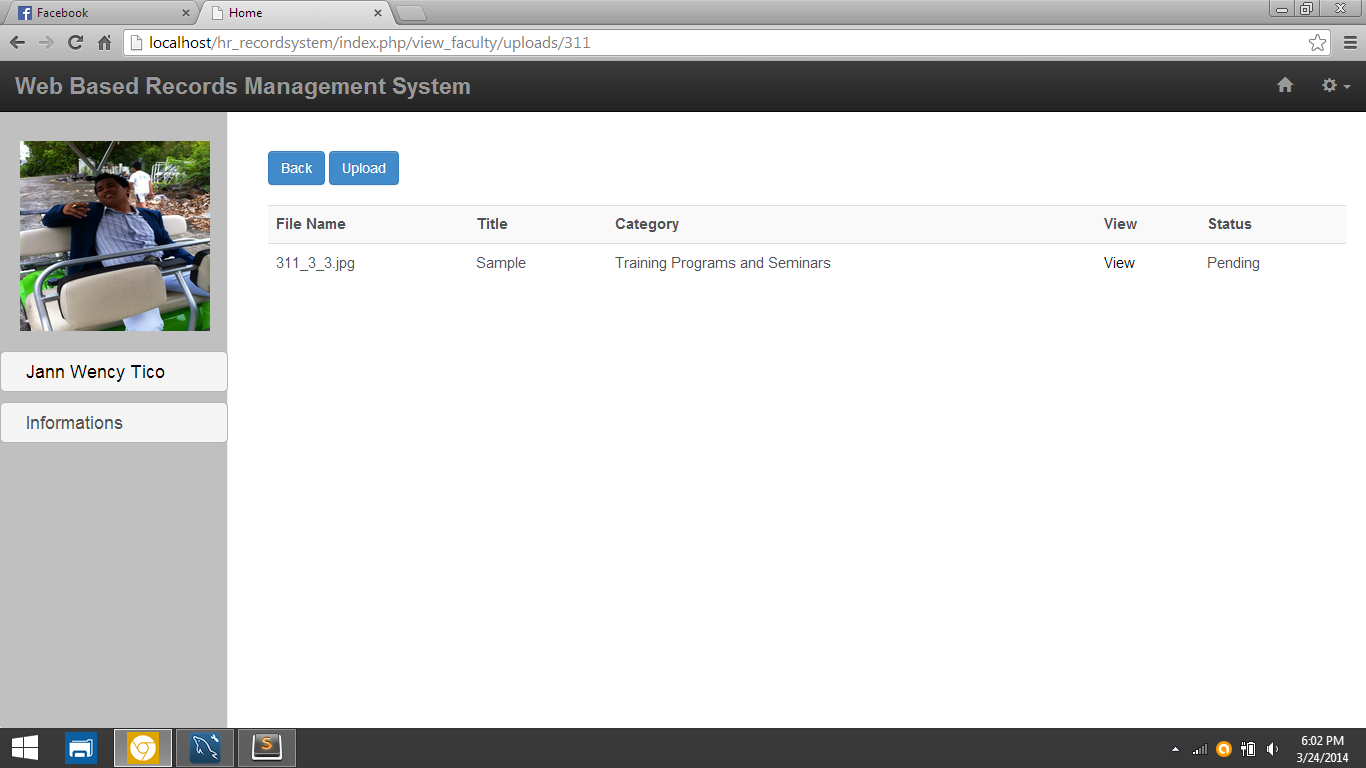 Facebook
Home
localhost/hr_recordsystem/index.php/view_faculty/uploads/311
Web Based Records Management System
Back Upload
File Name Title Category View Status
311_3_3.jpg Sample Training Programs and Seminars View Pending
Jann Wency Tico
Informations
6:02 PM
3/24/2014